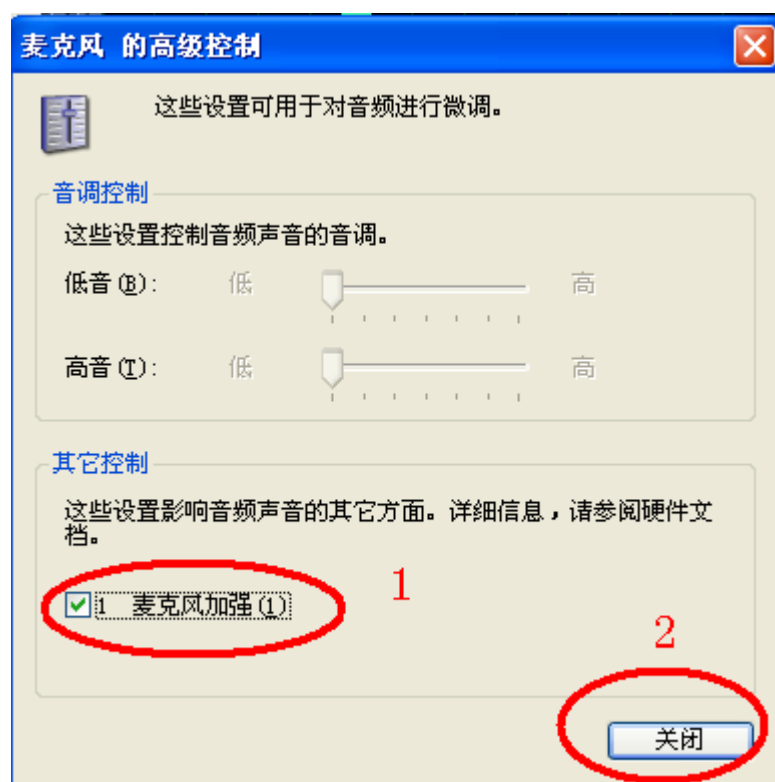 麦克风 的高级控制
这些设置可用于对音频进行微调。
音调控制
这些设置控制音频声音的音调。
低音(B): 低 高
高音(T): 低 高
其它控制
这些设置影响音频声音的其它方面。详细信息，请参阅硬件文
档。
1 麦克风加强(1)
1
2
关闭